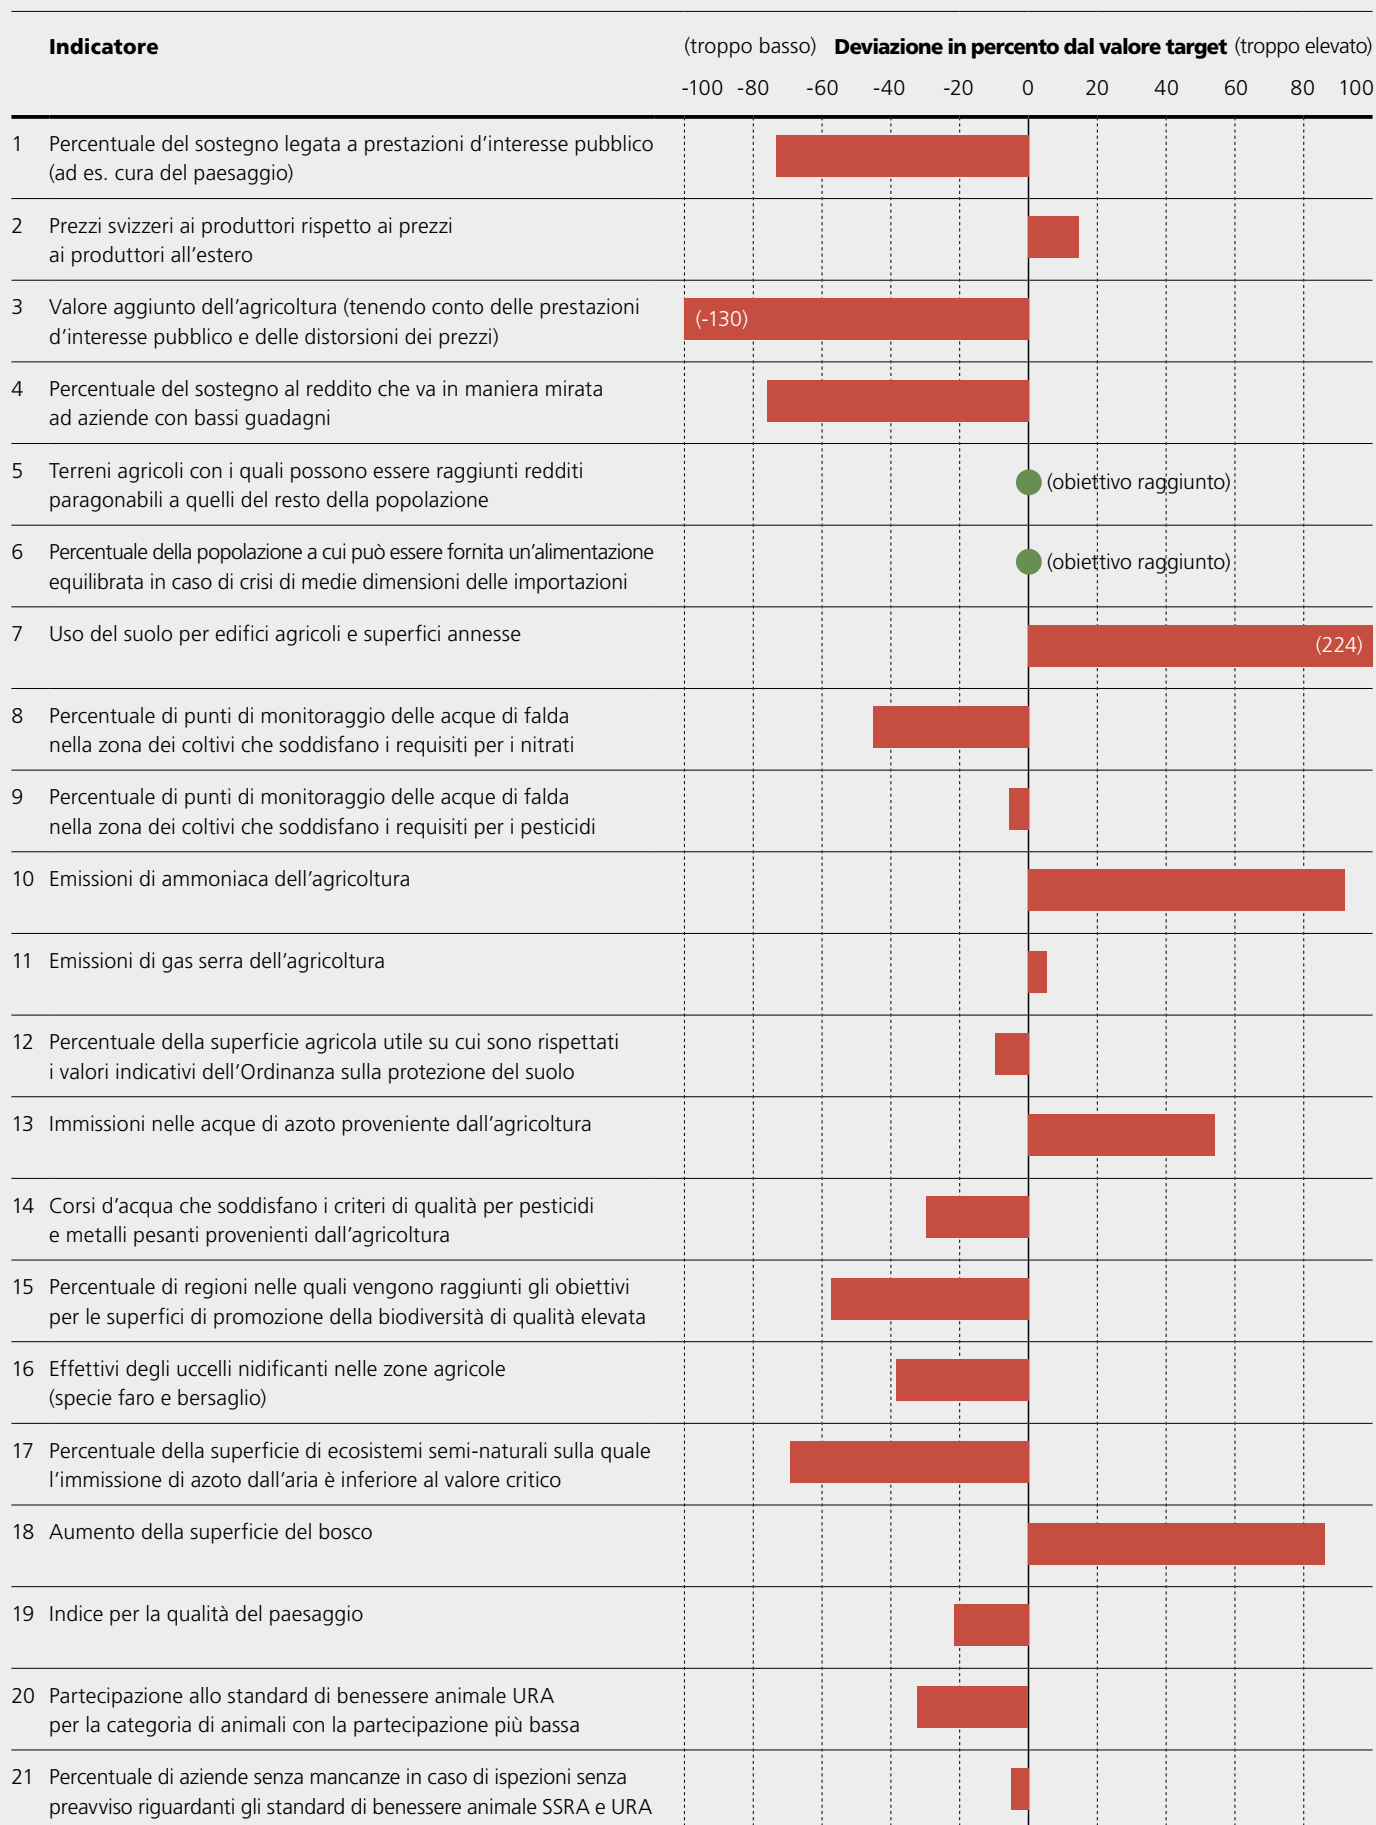 Indicatore
(troppo basso) Deviazione in percento dal valore target (troppo elevato)
-100 -80 -60 -40 -20 0 20 40 60 80 100
1 Percentuale del sostegno legata a prestazioni d'interesse pubblico
(ad es. cura del paesaggio)
2 Prezzi svizzeri ai produttori rispetto ai prezzi
ai produttori all'estero
3 Valore aggiunto dell'agricoltura (tenendo conto delle prestazioni
d'interesse pubblico e delle distorsioni dei prezzi)
(-130)
4 Percentuale del sostegno al reddito che va in maniera mirata
ad aziende con bassi guadagni
5 Terreni agricoli con i quali possono essere raggiunti redditi
paragonabili a quelli del resto della popolazione
(obiettivo raggiunto)
6 Percentuale della popolazione a cui può essere fornita un'alimentazione
equilibrata in caso di crisi di medie dimensioni delle importazioni
(obiettivo raggiunto)
7 Uso del suolo per edifici agricoli e superfici annesse
(224)
8 Percentuale di punti di monitoraggio delle acque di falda
nella zona dei coltivi che soddisfano i requisiti per i nitrati
9 Percentuale di punti di monitoraggio delle acque di falda
nella zona dei coltivi che soddisfano i requisiti per i pesticidi
10 Emissioni di ammoniaca dell'agricoltura
11 Emissioni di gas serra dell'agricoltura
12 Percentuale della superficie agricola utile su cui sono rispettati
i valori indicativi dell'Ordinanza sulla protezione del suolo
13 Immissioni nelle acque di azoto proveniente dall'agricoltura
14 Corsi d'acqua che soddisfano i criteri di qualità per pesticidi
e metalli pesanti provenienti dall'agricoltura
15 Percentuale di regioni nelle quali vengono raggiunti gli obiettivi
per le superfici di promozione della biodiversità di qualità elevata
16 Effettivi degli uccelli nidificanti nelle zone agricole
(specie faro e bersaglio)
17 Percentuale della superficie di ecosistemi semi-naturali sulla quale
l'immissione di azoto dall'aria è inferiore al valore critico
18 Aumento della superficie del bosco
19 Indice per la qualità del paesaggio
20 Partecipazione allo standard di benessere animale URA
per la categoria di animali con la partecipazione più bassa
21 Percentuale di aziende senza mancanze in caso di ispezioni senza
preavviso riguardanti gli standard di benessere animale SSRA e URA